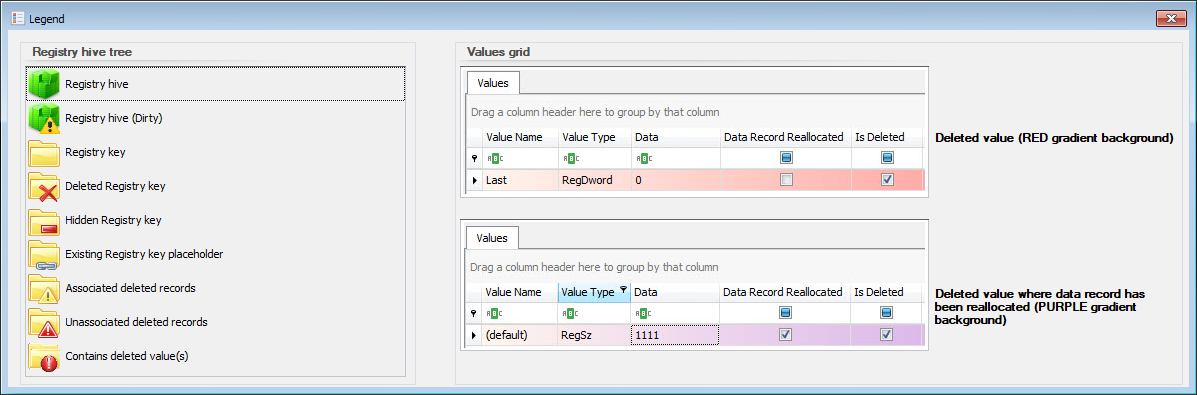 Legend
Registry hive tree
Registry hive
Registry hive (Dirty)
Registry key
Deleted Registry key
Hidden Registry key
Existing Registry key placeholder
Associated deleted records
Unassociated deleted records
Contains deleted value(s)
Values grid
Values
Drag a column header here to group by that column
Value Name Value Type Data Data Record Reallocated Is Deleted
ABC ABC ABC
Last RegDword 0
Deleted value (RED gradient background)
Values
Drag a column header here to group by that column
Value Name Value Type Data Data Record Reallocated Is Deleted
ABC ABC ABC
(default) RegSz 1111
Deleted value where data record has
been reallocated (PURPLE gradient
background)